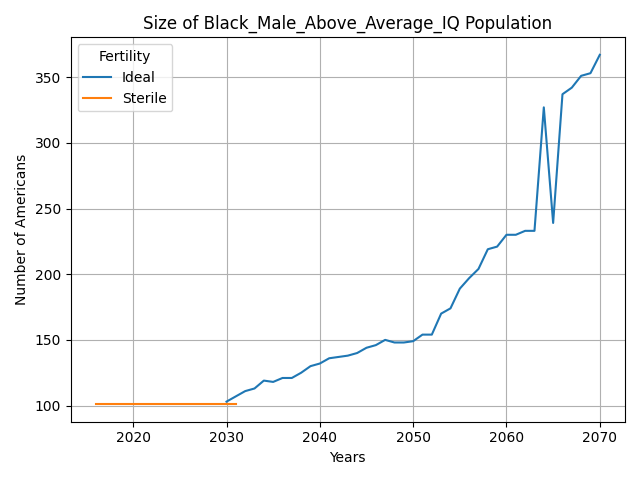 Size of Black_Male_Above_Average_IQ Population
Fertility
Ideal
Sterile
Number of Americans
350
300
250
200
150
100
2020
2030
2040
2050
2060
2070
Years